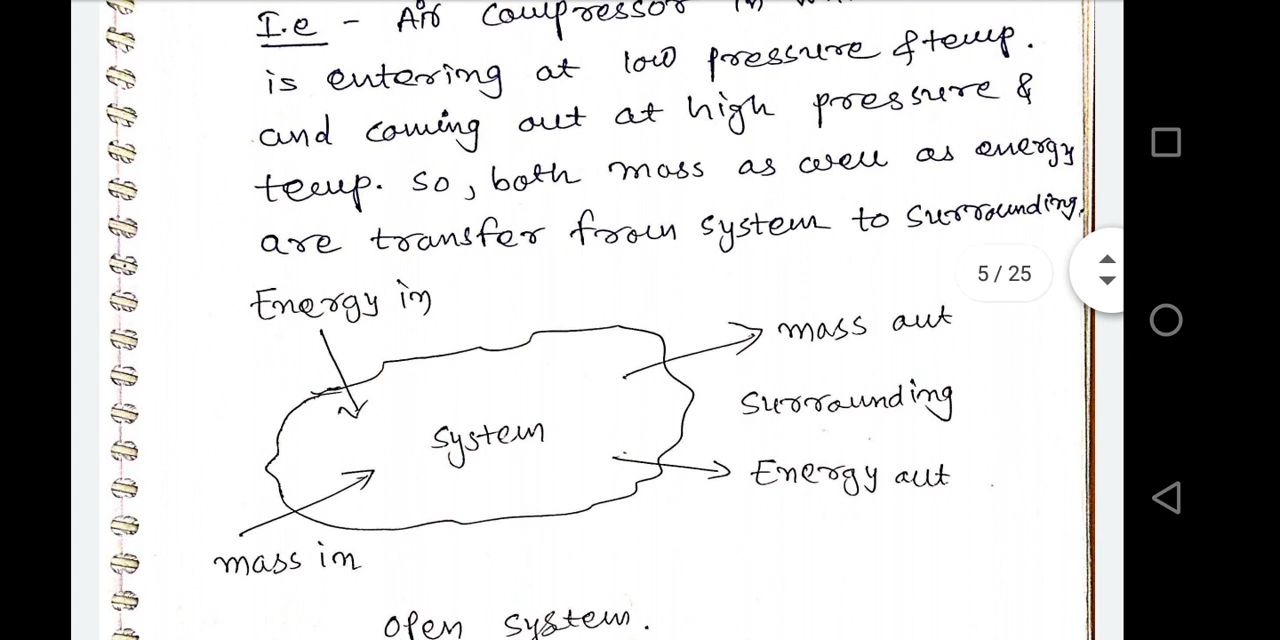 I.e - Air compressor in
is entering at low pressure & temp.
and coming out at high pressure &
temp. so, both mass as well as energy
are transfer from system to surrounding.
5 / 25
Energy in
mass out
surrounding
system
Energy out
mass in
open system.